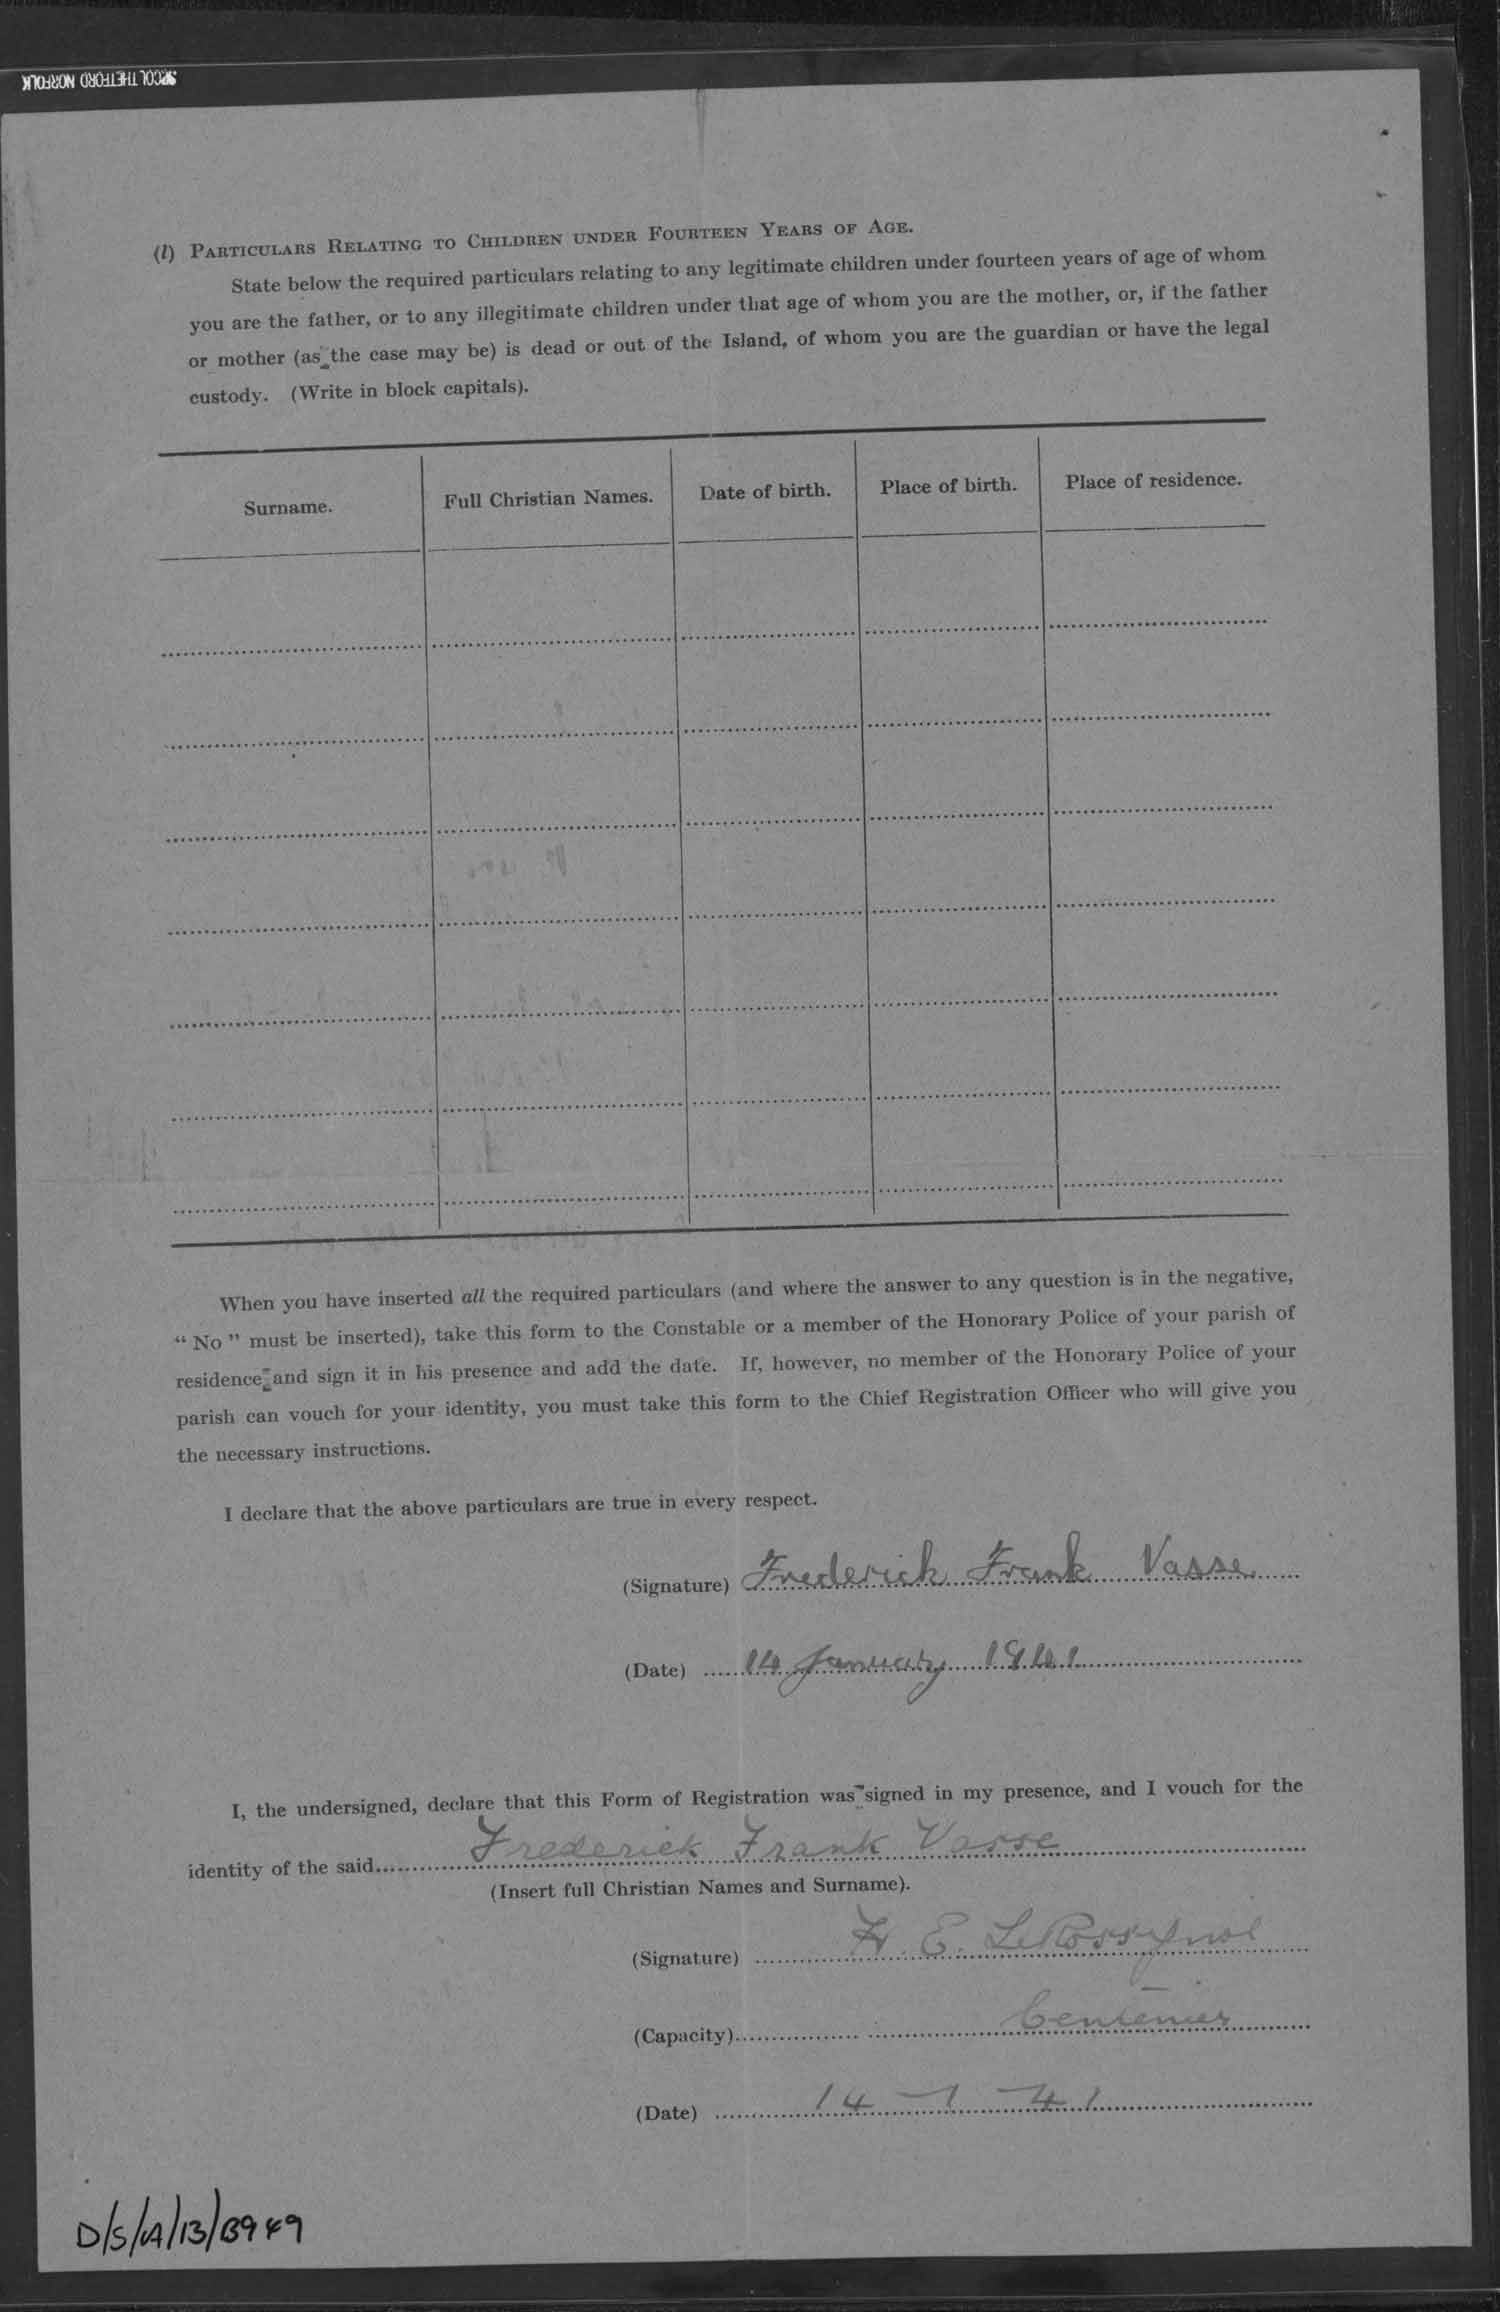 SECOL THETFORD NORFOLK
(l) PARTICULARS RELATING TO CHILDREN UNDER FOURTEEN YEARS OF AGE.
State below the required particulars relating to any legitimate children under fourteen years of age of whom
you are the father, or to any illegitimate children under that age of whom you are the mother, or, if the father
or mother (as the case may be) is dead or out of the Island, of whom you are the guardian or have the legal
custody. (Write in block capitals).
Surname. Full Christian Names. Date of birth. Place of birth. Place of residence.
When you have inserted all the required particulars (and where the answer to any question is in the negative,
“ No ” must be inserted), take this form to the Constable or a member of the Honorary Police of your parish of
residence and sign it in his presence and add the date. If, however, no member of the Honorary Police of your
parish can vouch for your identity, you must take this form to the Chief Registration Officer who will give you
the necessary instructions.
I declare that the above particulars are true in every respect.
(Signature) Frederick Frank Vasse
(Date) 14 January 1941
I, the undersigned, declare that this Form of Registration was signed in my presence, and I vouch for the
identity of the said Frederick Frank Vasse
(Insert full Christian Names and Surname).
(Signature) E. LeRossignol
(Capacity) Centenier
(Date) 14 - 1 - 41
D/S/A/13/B949